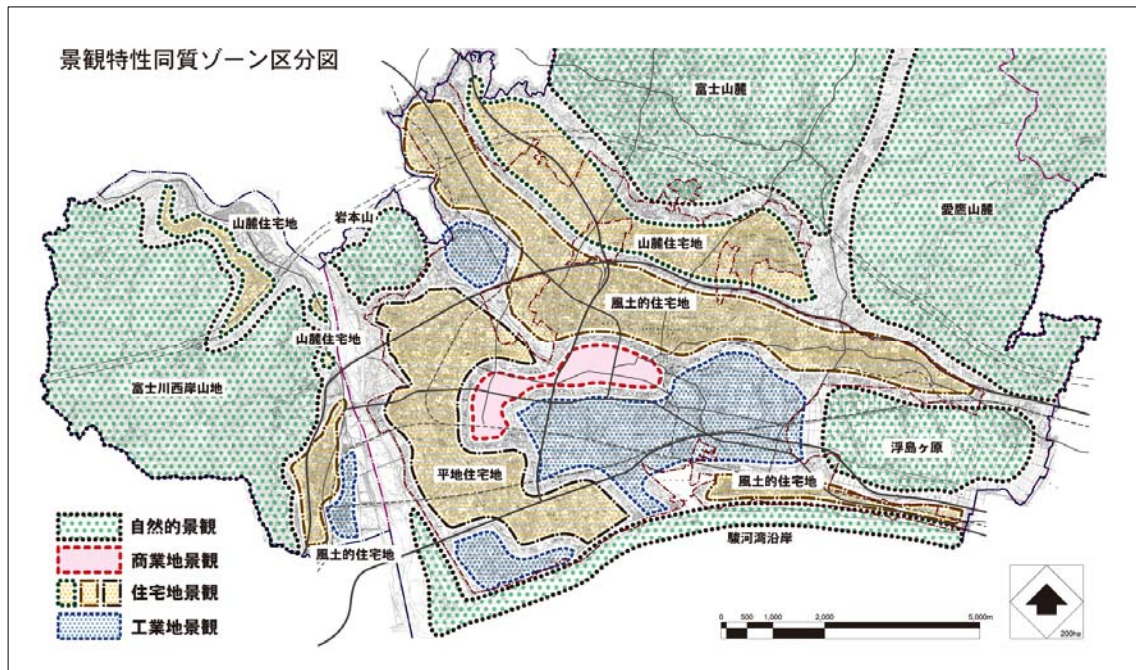 景観特性同質ゾーン区分図
富士山麓
愛鷹山麓
山麓住宅地
岩本山
山麓住宅地
風土的住宅地
山麓住宅地
富士川西岸山地
浮島ヶ原
平地住宅地
風土的住宅地
駿河湾沿岸
風土的住宅地
自然的景観
商業地景観
住宅地景観
工業地景観
0 500 1,000 2,000 5,000m
200ha